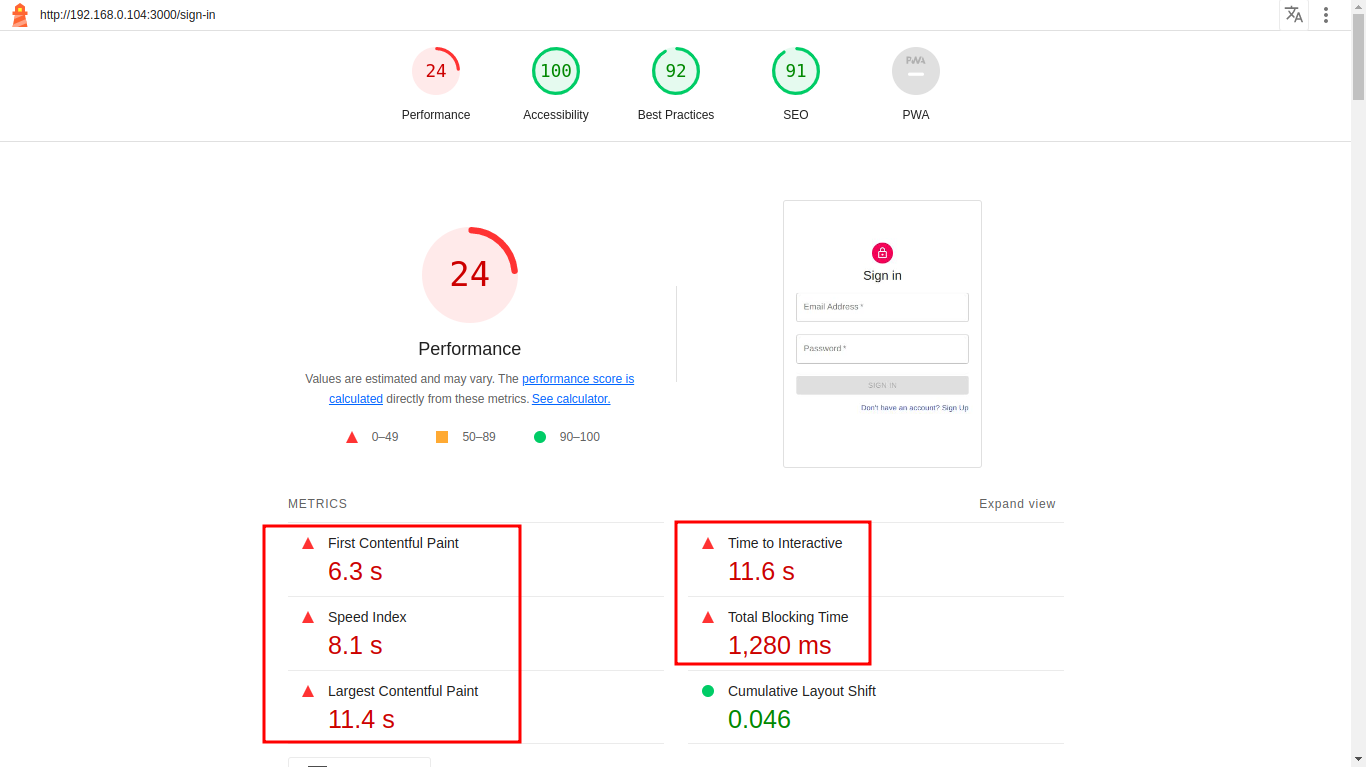 http://192.168.0.104:3000/sign-in
24
100
92
91
PWA
Performance
Accessibility
Best Practices
SEO
PWA
24
Performance
Values are estimated and may vary. The performance score is
calculated directly from these metrics. See calculator.
0–49
50–89
90–100
Sign in
Email Address *
Password *
SIGN IN
Don't have an account? Sign Up
METRICS
Expand view
First Contentful Paint
6.3 s
Time to Interactive
11.6 s
Speed Index
8.1 s
Total Blocking Time
1,280 ms
Largest Contentful Paint
11.4 s
Cumulative Layout Shift
0.046